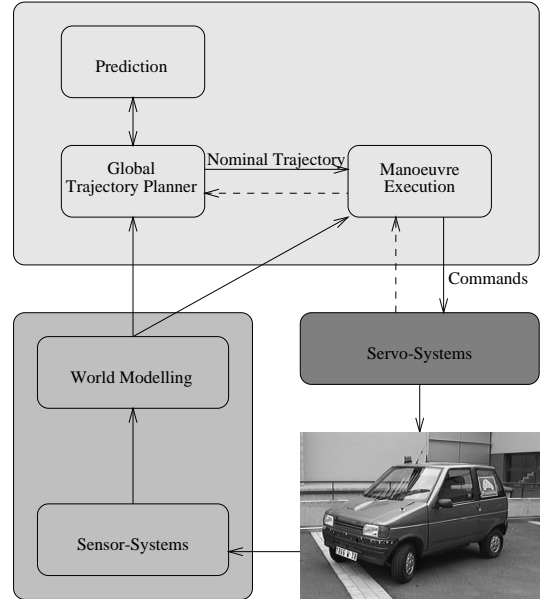 Prediction
Global
Trajectory Planner
Nominal Trajectory
Manoeuvre
Execution
Commands
World Modelling
Servo-Systems
Sensor-Systems